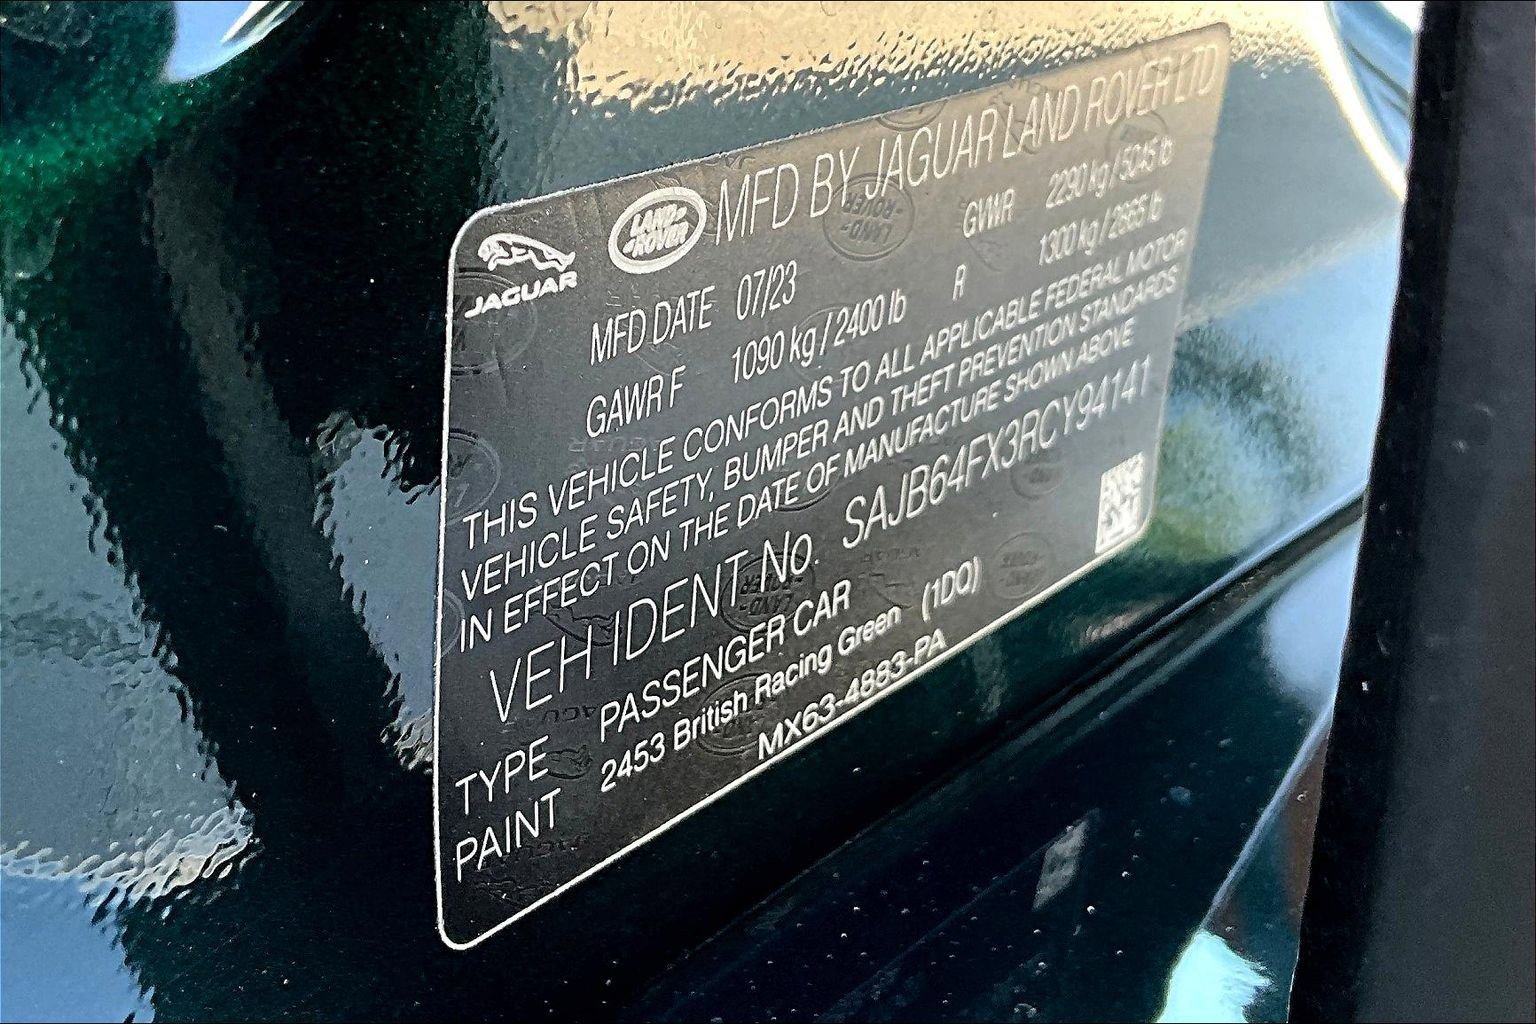 JAGUAR LAND-ROVER MFD BY JAGUAR LAND ROVER LTD
MFD DATE 07/23 GVWR 2290 kg / 5045 lb
GAWR F 1090 kg / 2400 lb R 1300 kg / 2865 lb
THIS VEHICLE CONFORMS TO ALL APPLICABLE FEDERAL MOTOR
VEHICLE SAFETY, BUMPER AND THEFT PREVENTION STANDARDS
IN EFFECT ON THE DATE OF MANUFACTURE SHOWN ABOVE
VEH IDENT No. SAJB64FX3RCY94141
TYPE PASSENGER CAR
PAINT 2453 British Racing Green (1DQ)
MX63-4883-PA